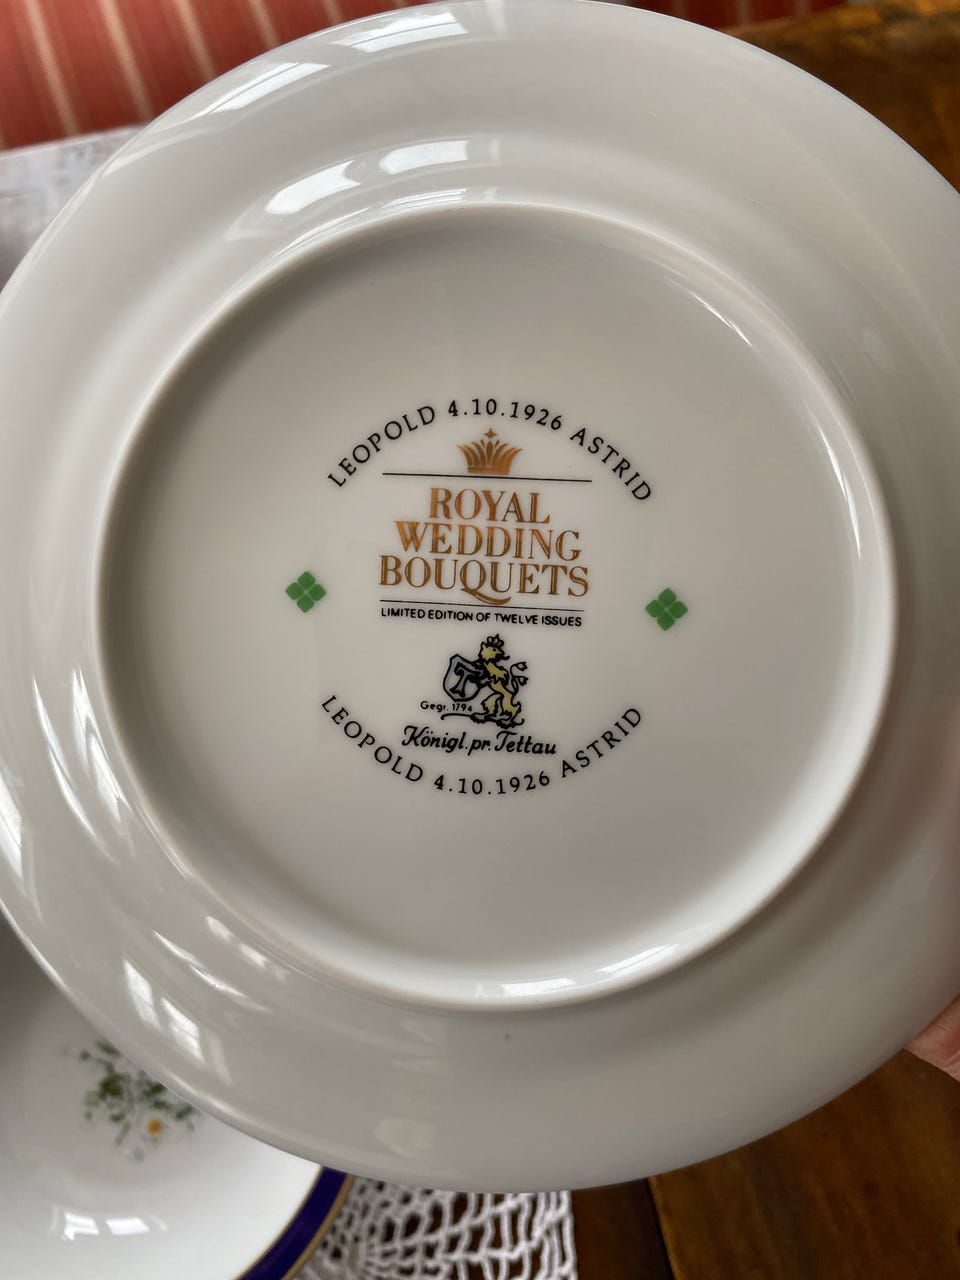 LEOPOLD 4.10.1926 ASTRID
ROYAL
WEDDING
BOUQUETS
LIMITED EDITION OF TWELVE ISSUES
T
Gegr. 1794
Königl. pr. Tettau
LEOPOLD 4.10.1926 ASTRID